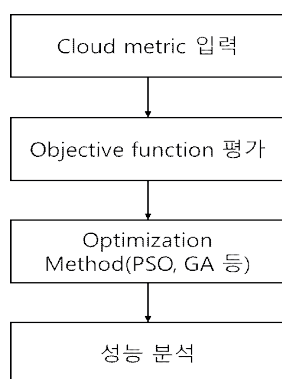 Cloud metric 입력
Objective function 평가
Optimization
Method(PSO, GA 등)
성능 분석